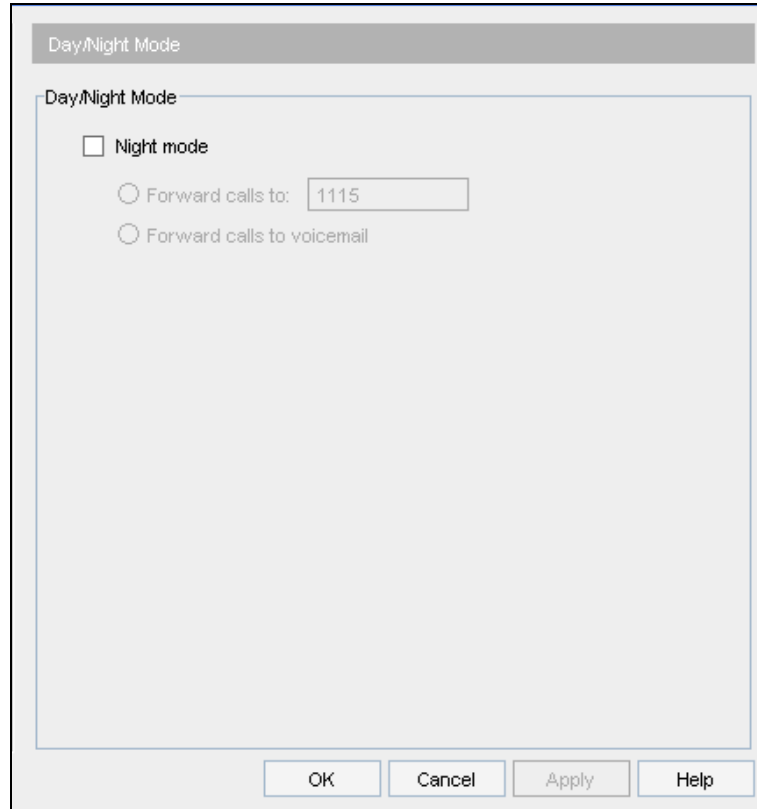 Day/Night Mode
Day/Night Mode
Night mode
Forward calls to: 1115
Forward calls to voicemail
OK Cancel Apply Help